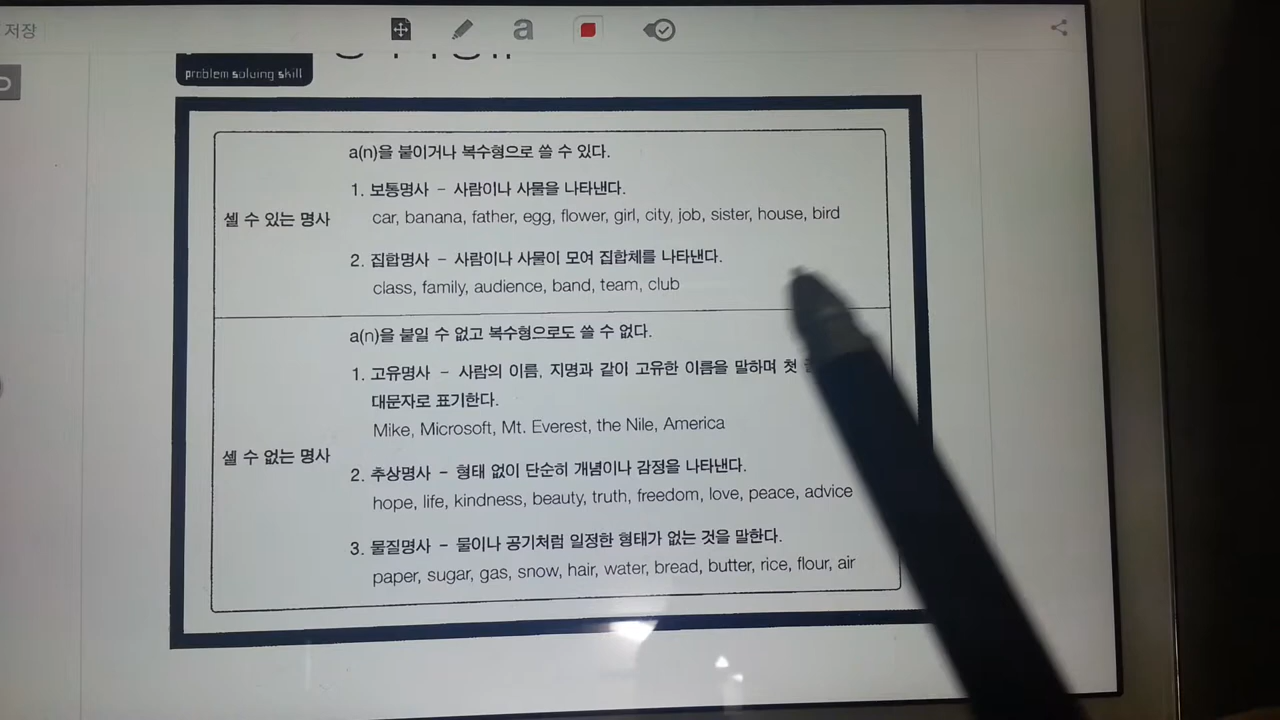 저장
a
problem solving skill
a(n)을 붙이거나 복수형으로 쓸 수 있다.
셀 수 있는 명사
1. 보통명사 - 사람이나 사물을 나타낸다.
car, banana, father, egg, flower, girl, city, job, sister, house, bird
2. 집합명사 - 사람이나 사물이 모여 집합체를 나타낸다.
class, family, audience, band, team, club
a(n)을 붙일 수 없고 복수형으로도 쓸 수 없다.
셀 수 없는 명사
1. 고유명사 - 사람의 이름, 지명과 같이 고유한 이름을 말하며 첫
대문자로 표기한다.
Mike, Microsoft, Mt. Everest, the Nile, America
2. 추상명사 - 형태 없이 단순히 개념이나 감정을 나타낸다.
hope, life, kindness, beauty, truth, freedom, love, peace, advice
3. 물질명사 - 물이나 공기처럼 일정한 형태가 없는 것을 말한다.
paper, sugar, gas, snow, hair, water, bread, butter, rice, flour, air